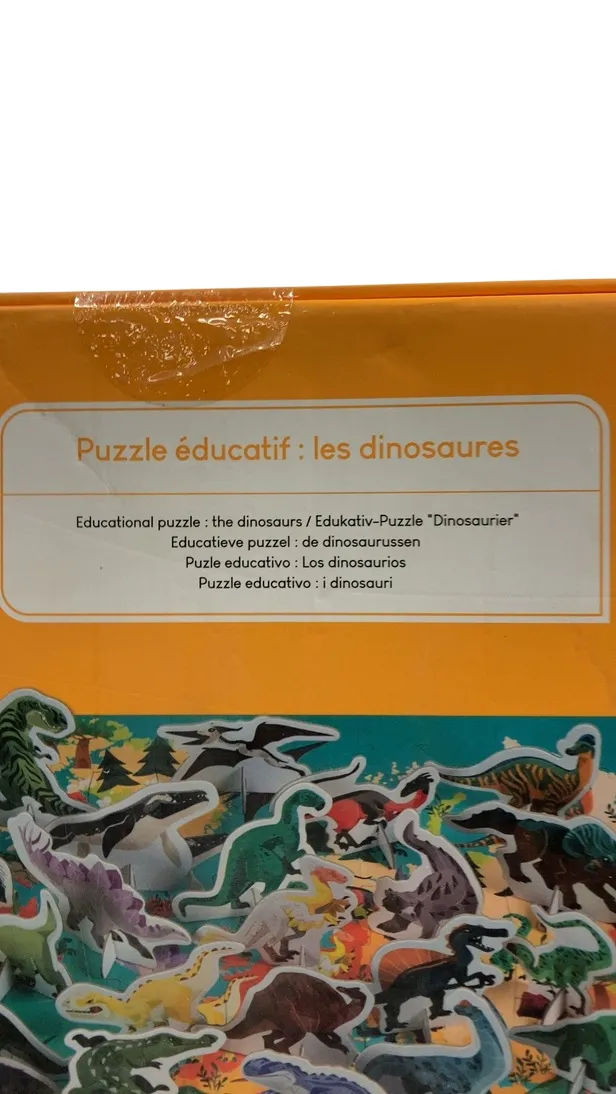 Puzzle éducatif : les dinosaures
Educational puzzle : the dinosaurs / Edukativ-Puzzle "Dinosaurier"
Educatieve puzzel : de dinosaurussen
Puzle educativo : Los dinosaurios
Puzzle educativo : i dinosauri